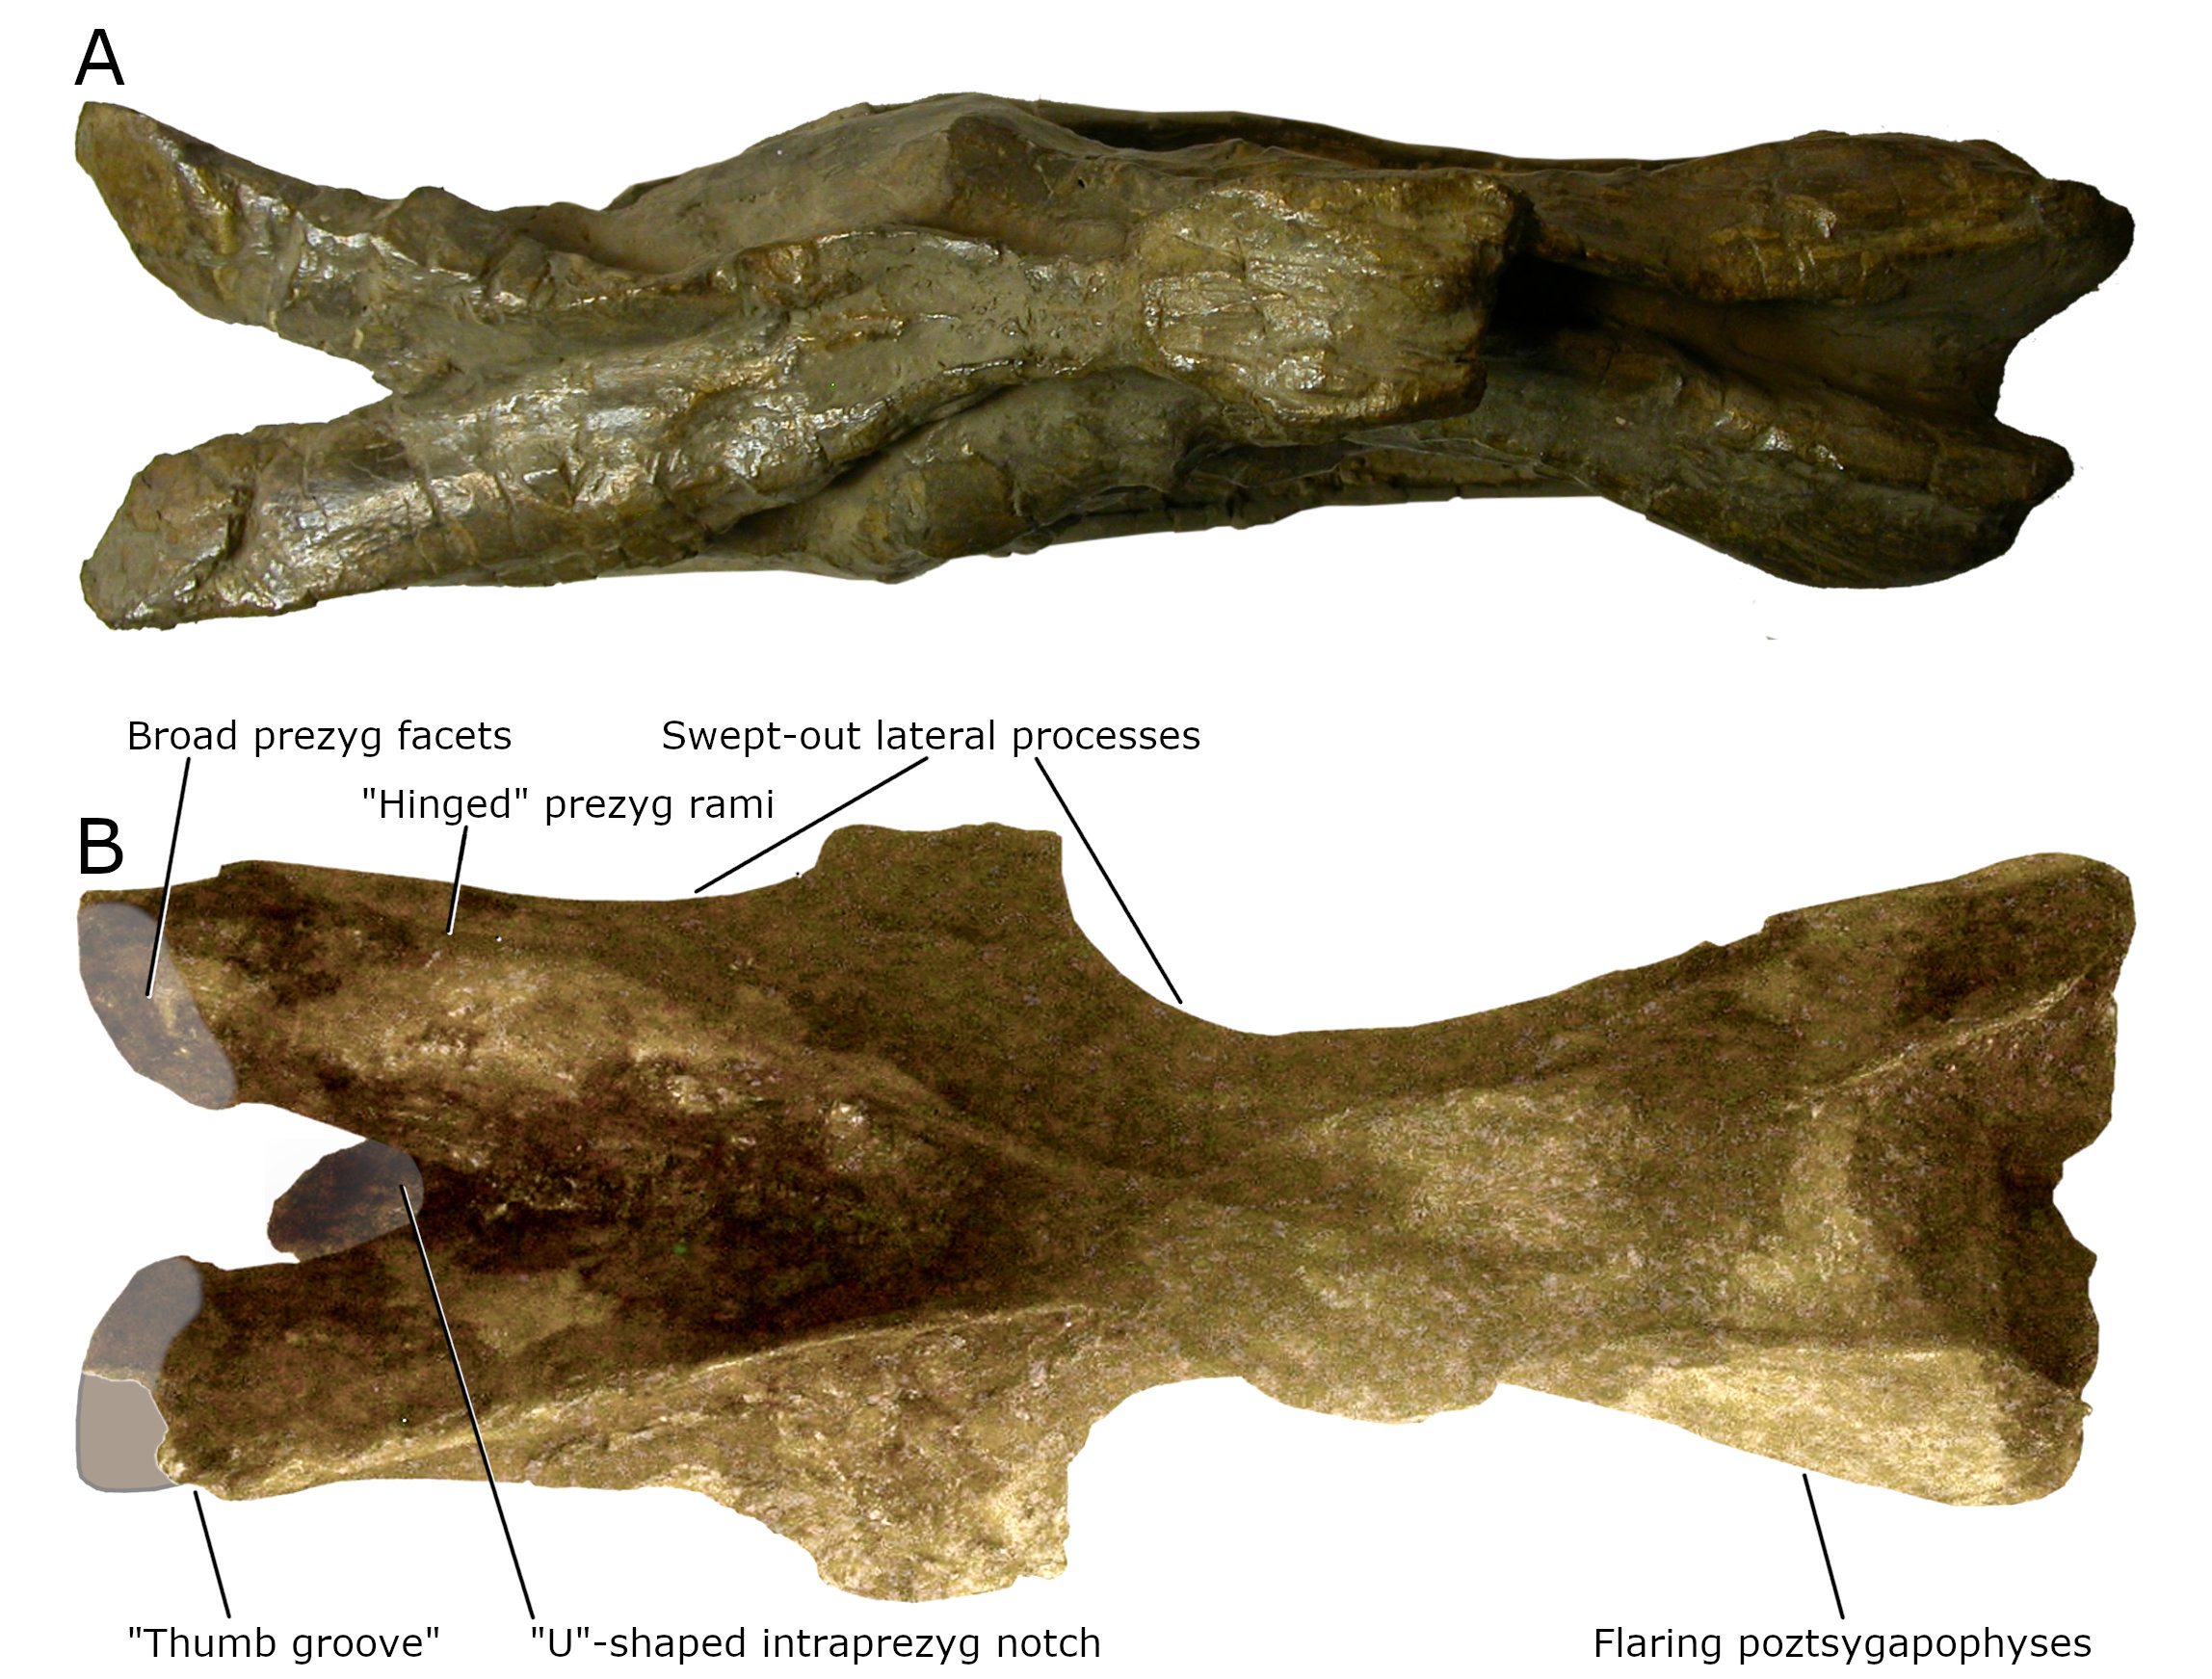 A
Broad prezyg facets
Swept-out lateral processes
"Hinged" prezyg rami
B
"Thumb groove"
"U"-shaped intraprezyg notch
Flaring poztsygapophyses